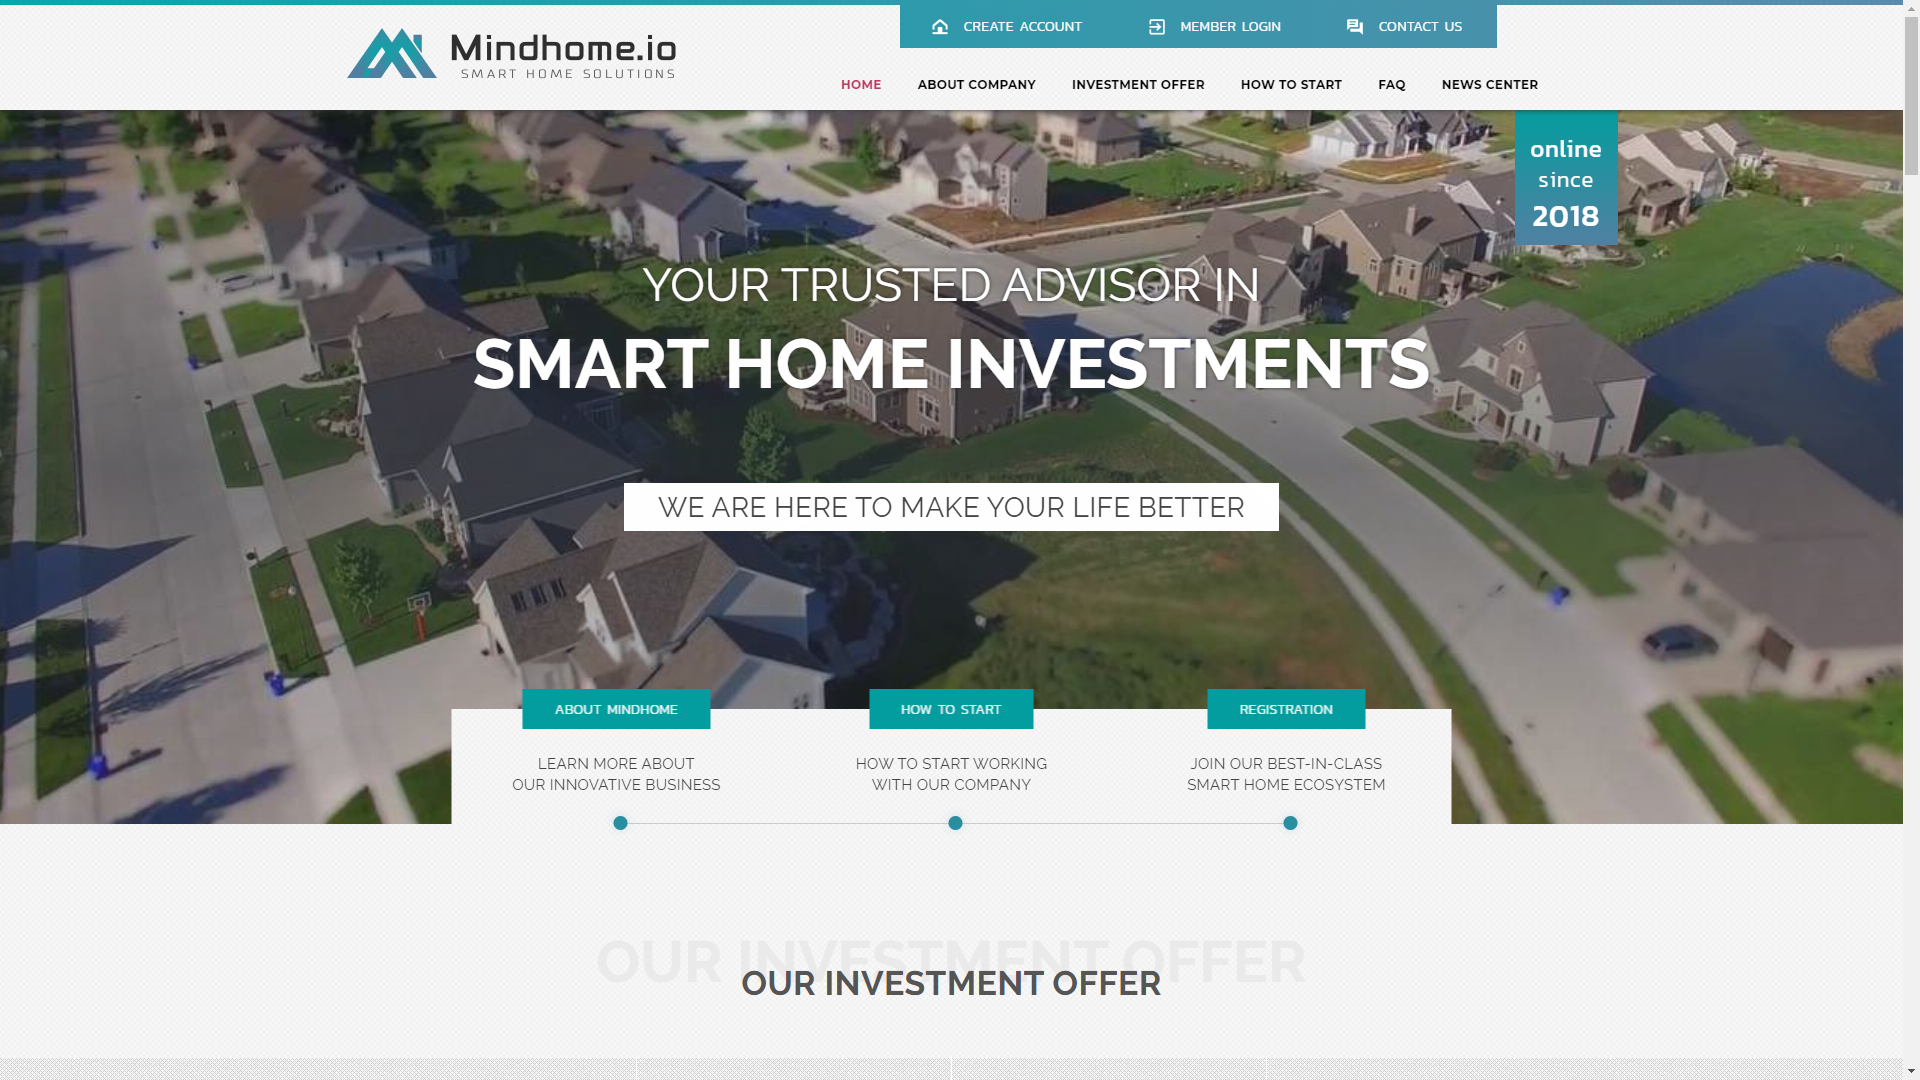 CREATE ACCOUNT
MEMBER LOGIN
CONTACT US
Mindhome.io
SMART HOME SOLUTIONS
HOME
ABOUT COMPANY
INVESTMENT OFFER
HOW TO START
FAQ
NEWS CENTER
online
since
2018
YOUR TRUSTED ADVISOR IN
SMART HOME INVESTMENTS
WE ARE HERE TO MAKE YOUR LIFE BETTER
ABOUT MINDHOME
LEARN MORE ABOUT
OUR INNOVATIVE BUSINESS
HOW TO START
HOW TO START WORKING
WITH OUR COMPANY
REGISTRATION
JOIN OUR BEST-IN-CLASS
SMART HOME ECOSYSTEM
OUR INVESTMENT OFFER
OUR INVESTMENT OFFER